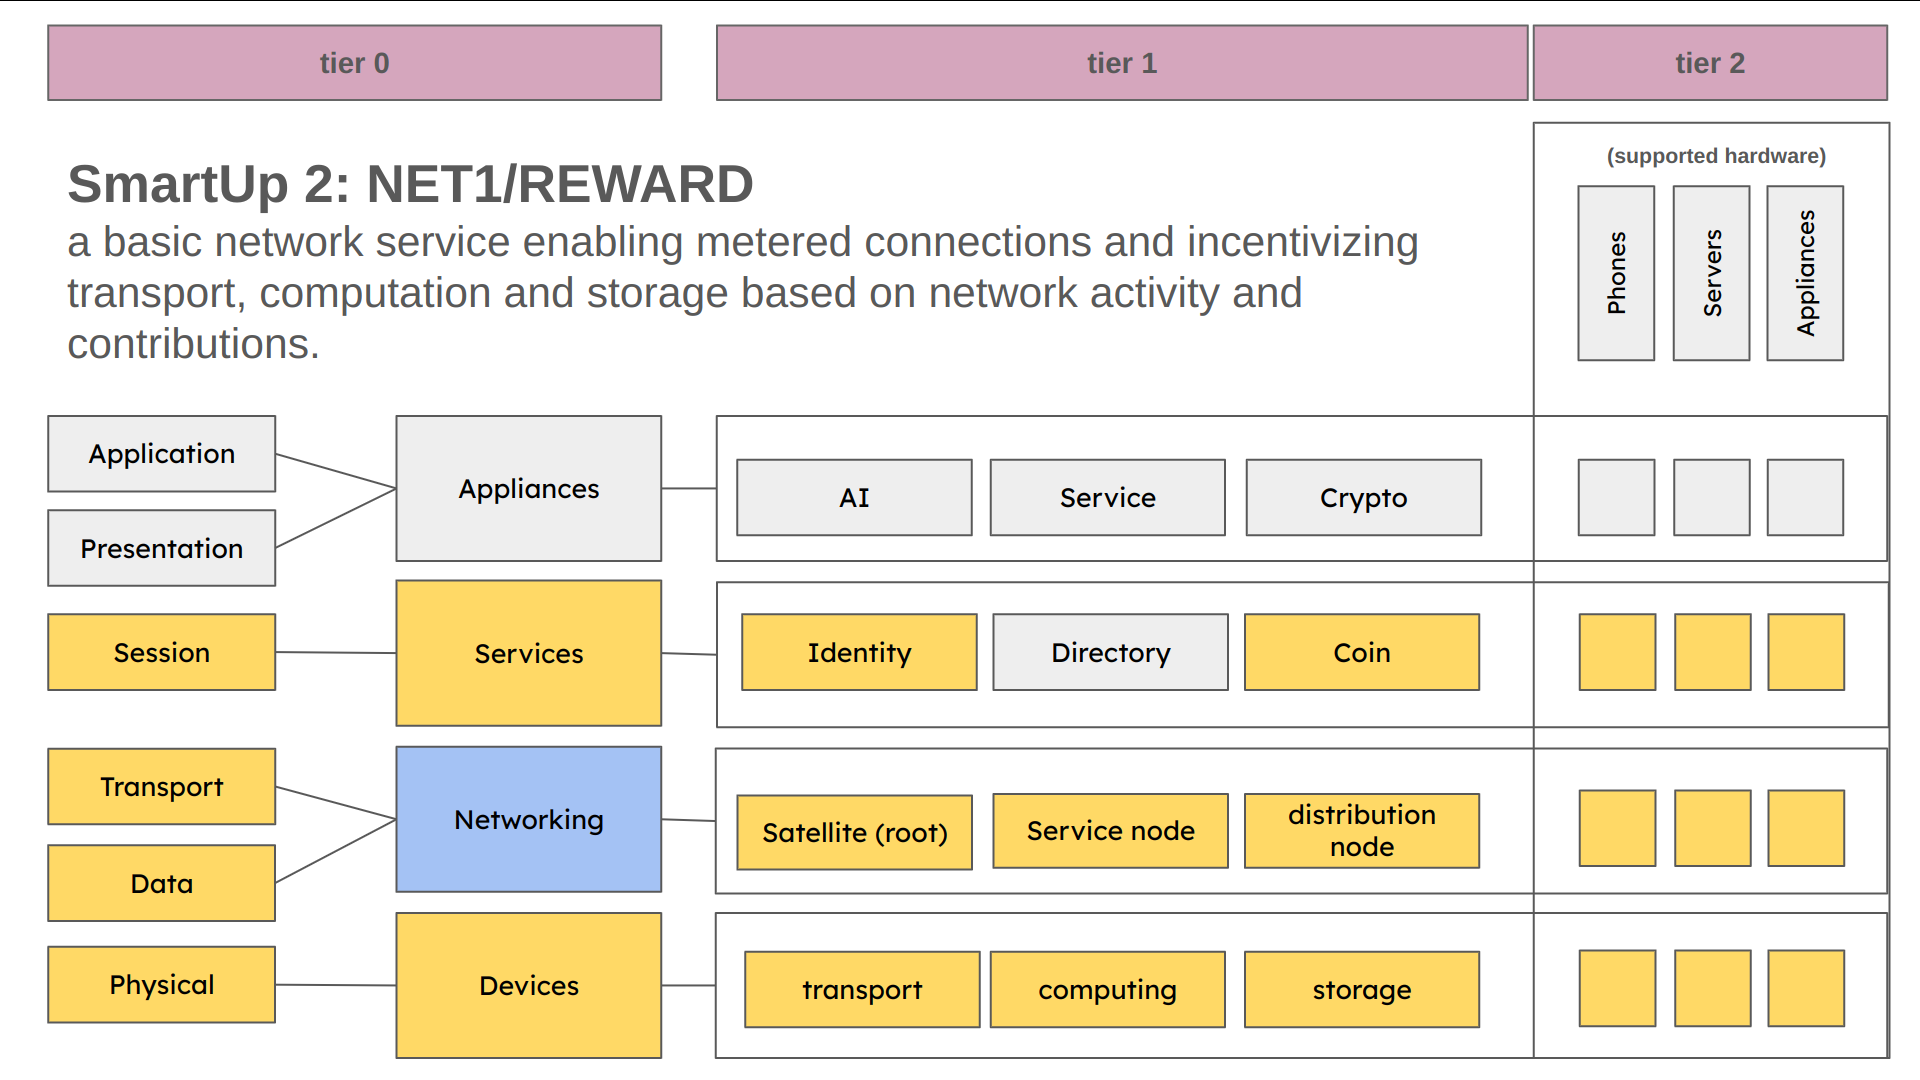 tier 0
tier 1
tier 2
SmartUp 2: NET1/REWARD
a basic network service enabling metered connections and incentivizing
transport, computation and storage based on network activity and
contributions.
(supported hardware)
Phones
Servers
Appliances
Application
Presentation
Appliances
AI
Service
Crypto
Session
Services
Identity
Directory
Coin
Transport
Data
Networking
Satellite (root)
Service node
distribution
node
Physical
Devices
transport
computing
storage